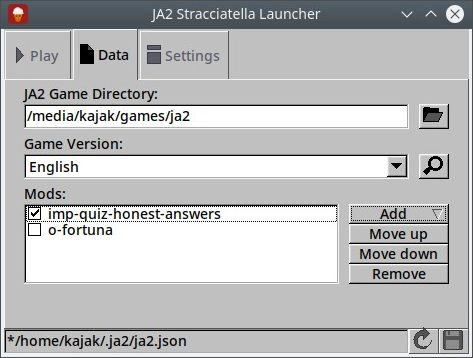 JA2 Stracciatella Launcher
Play
Data
Settings
JA2 Game Directory:
/media/kajak/games/ja2
Game Version:
English
Mods:
imp-quiz-honest-answers
o-fortuna
Add
Move up
Move down
Remove
*/home/kajak/.ja2/ja2.json